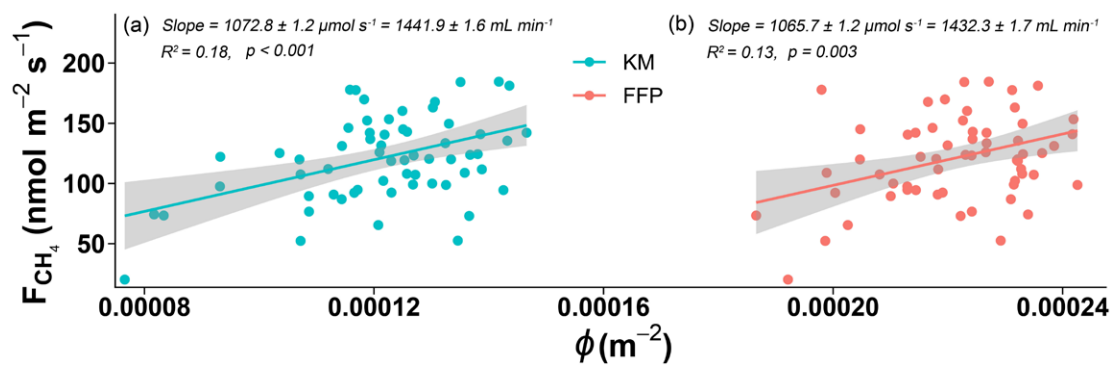 (a) Slope = 1072.8 ± 1.2 μmol s⁻¹ = 1441.9 ± 1.6 mL min⁻¹
R² = 0.18, p < 0.001
(b) Slope = 1065.7 ± 1.2 μmol s⁻¹ = 1432.3 ± 1.7 mL min⁻¹
R² = 0.13, p = 0.003
KM
FFP
F_CH₄ (nmol m⁻² s⁻¹)
200
150
100
50
0.00008
0.00012
0.00016
0.00020
0.00024
ϕ (m⁻²)